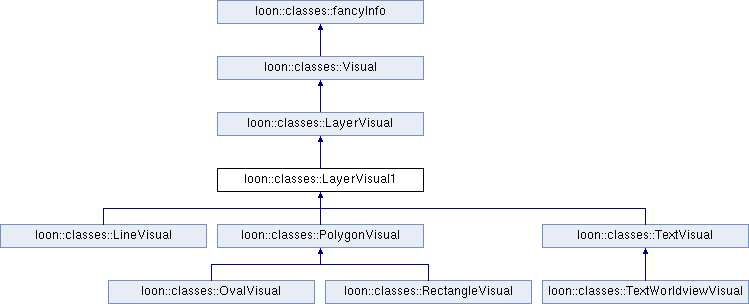 loon::classes::fancyInfo
loon::classes::Visual
loon::classes::LayerVisual
loon::classes::LayerVisual1
loon::classes::LineVisual
loon::classes::PolygonVisual
loon::classes::TextVisual
loon::classes::OvalVisual
loon::classes::RectangleVisual
loon::classes::TextWorldviewVisual